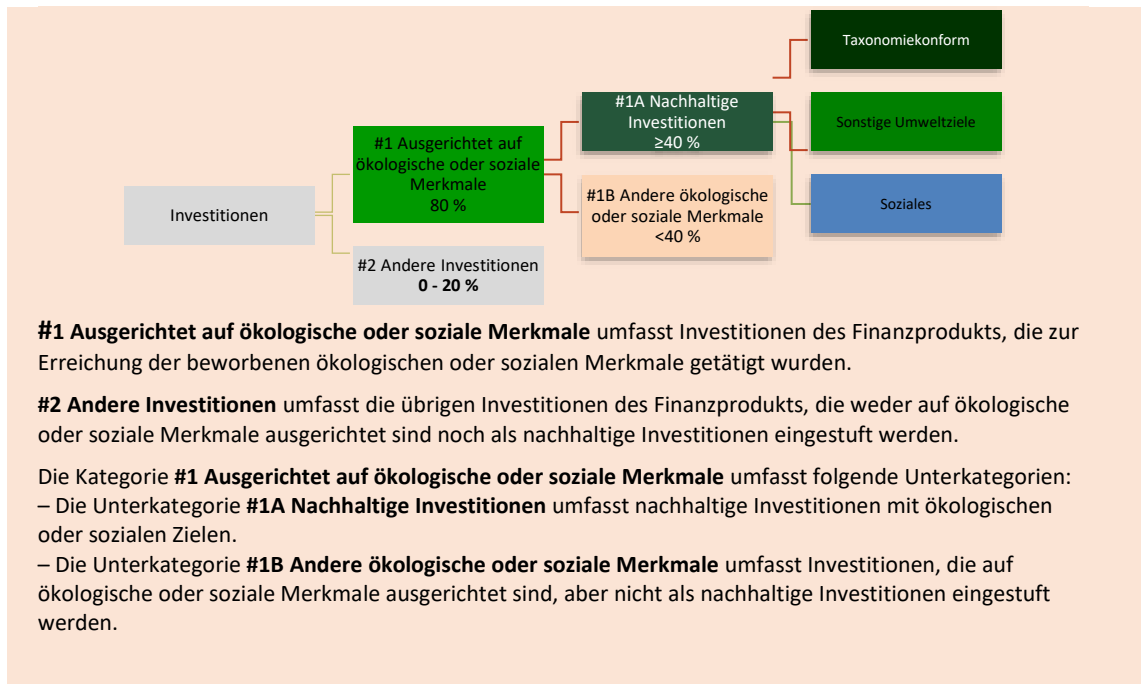 Taxonomiekonform
#1A Nachhaltige
Investitionen
≥40 %
Sonstige Umweltziele
#1 Ausgerichtet auf
ökologische oder soziale
Merkmale
80 %
#1B Andere ökologische
oder soziale Merkmale
<40 %
Soziales
Investitionen
#2 Andere Investitionen
0 - 20 %
#1 Ausgerichtet auf ökologische oder soziale Merkmale umfasst Investitionen des Finanzprodukts, die zur
Erreichung der beworbenen ökologischen oder sozialen Merkmale getätigt wurden.
#2 Andere Investitionen umfasst die übrigen Investitionen des Finanzprodukts, die weder auf ökologische
oder soziale Merkmale ausgerichtet sind noch als nachhaltige Investitionen eingestuft werden.
Die Kategorie #1 Ausgerichtet auf ökologische oder soziale Merkmale umfasst folgende Unterkategorien:
– Die Unterkategorie #1A Nachhaltige Investitionen umfasst nachhaltige Investitionen mit ökologischen
oder sozialen Zielen.
– Die Unterkategorie #1B Andere ökologische oder soziale Merkmale umfasst Investitionen, die auf
ökologische oder soziale Merkmale ausgerichtet sind, aber nicht als nachhaltige Investitionen eingestuft
werden.